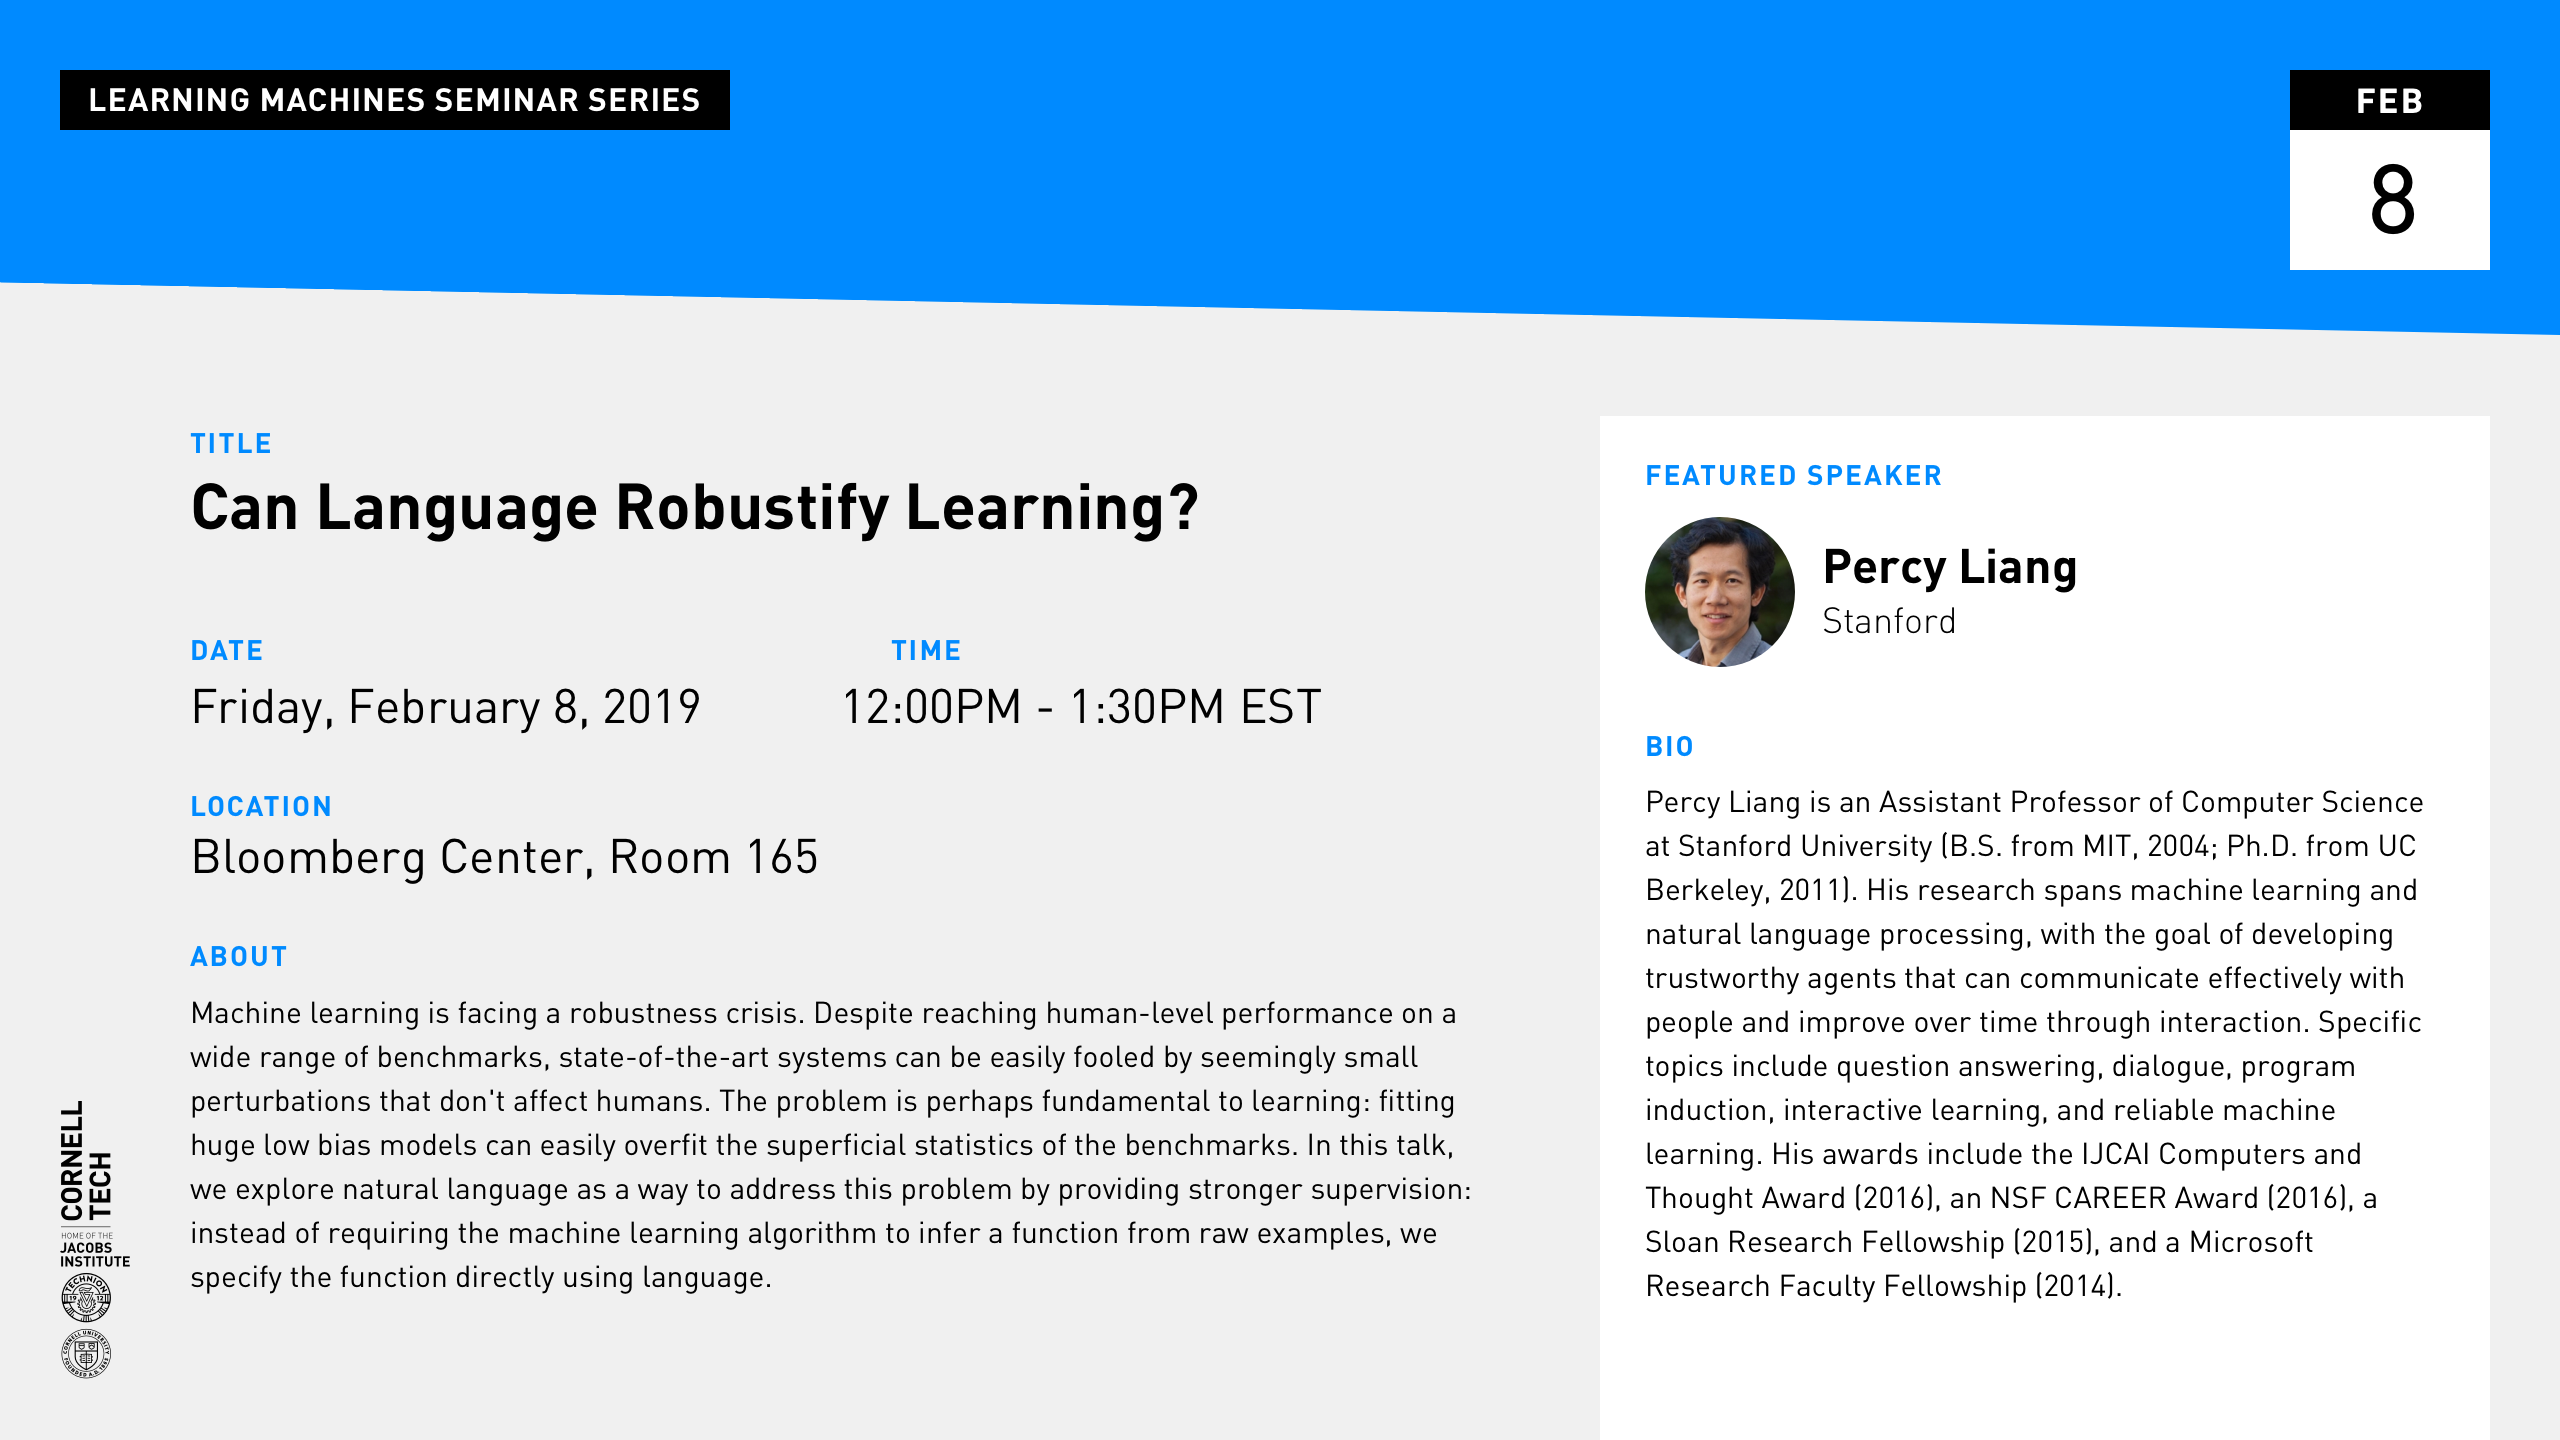 LEARNING MACHINES SEMINAR SERIES
FEB
8
TITLE
Can Language Robustify Learning?
DATE
Friday, February 8, 2019
TIME
12:00PM - 1:30PM EST
LOCATION
Bloomberg Center, Room 165
ABOUT
Machine learning is facing a robustness crisis. Despite reaching human-level performance on a
wide range of benchmarks, state-of-the-art systems can be easily fooled by seemingly small
perturbations that don't affect humans. The problem is perhaps fundamental to learning: fitting
huge low bias models can easily overfit the superficial statistics of the benchmarks. In this talk,
we explore natural language as a way to address this problem by providing stronger supervision:
instead of requiring the machine learning algorithm to infer a function from raw examples, we
specify the function directly using language.
FEATURED SPEAKER
Percy Liang
Stanford
BIO
Percy Liang is an Assistant Professor of Computer Science
at Stanford University (B.S. from MIT, 2004; Ph.D. from UC
Berkeley, 2011). His research spans machine learning and
natural language processing, with the goal of developing
trustworthy agents that can communicate effectively with
people and improve over time through interaction. Specific
topics include question answering, dialogue, program
induction, interactive learning, and reliable machine
learning. His awards include the IJCAI Computers and
Thought Award (2016), an NSF CAREER Award (2016), a
Sloan Research Fellowship (2015), and a Microsoft
Research Faculty Fellowship (2014).
CORNELL
TECH
HOME OF THE
JACOBS
INSTITUTE
TECHNION
19 12
CORNELL UNIVERSITY
FOUNDED A.D. 1865